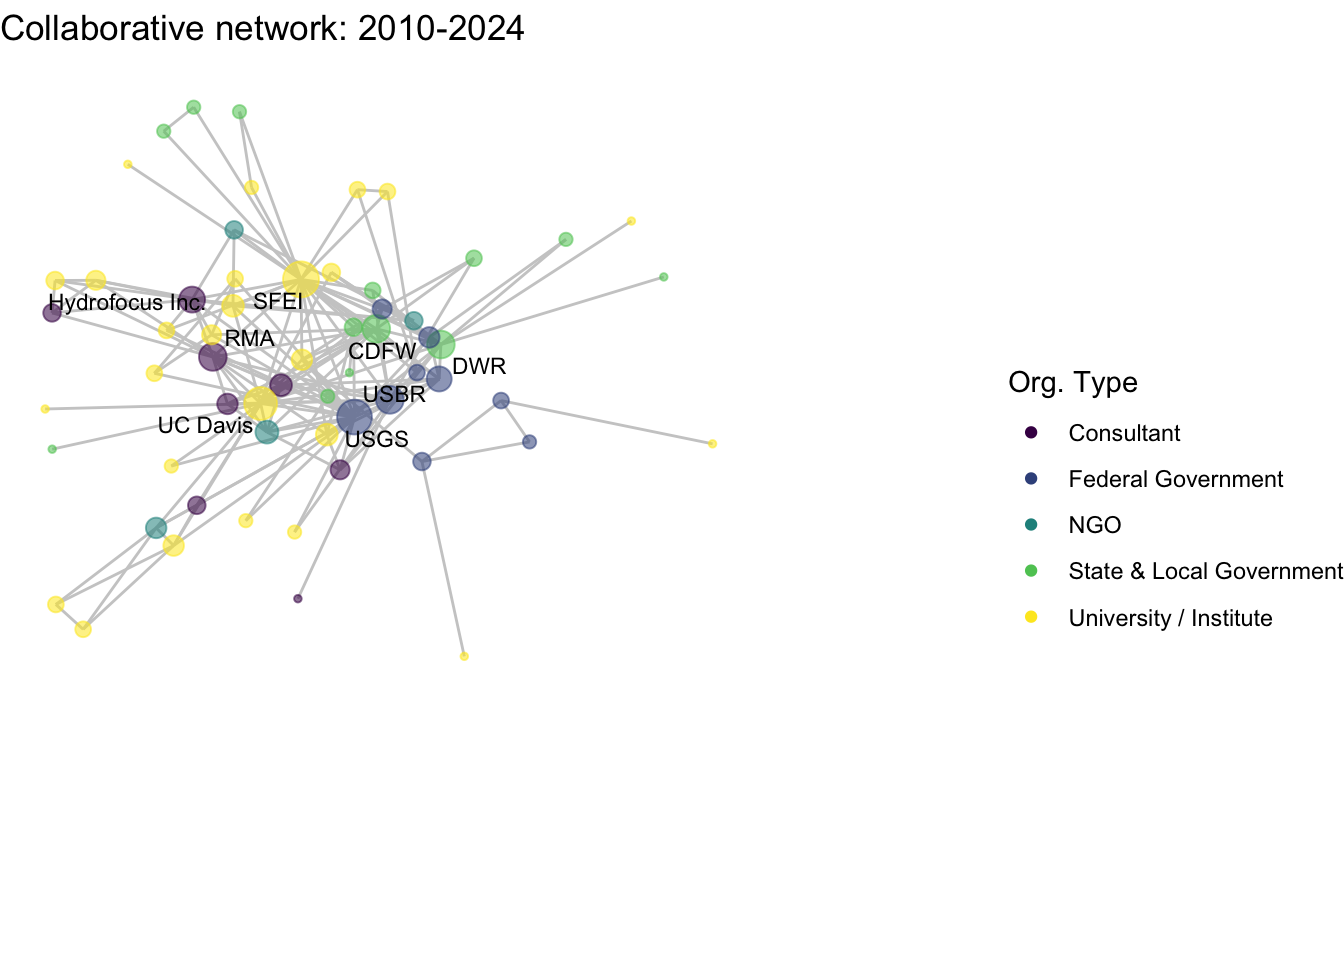 Collaborative network: 2010-2024
Hydrofocus Inc.
SFEI
RMA
CDFW
DWR
USBR
UC Davis
USGS
Org. Type
Consultant
Federal Government
NGO
State & Local Government
University / Institute